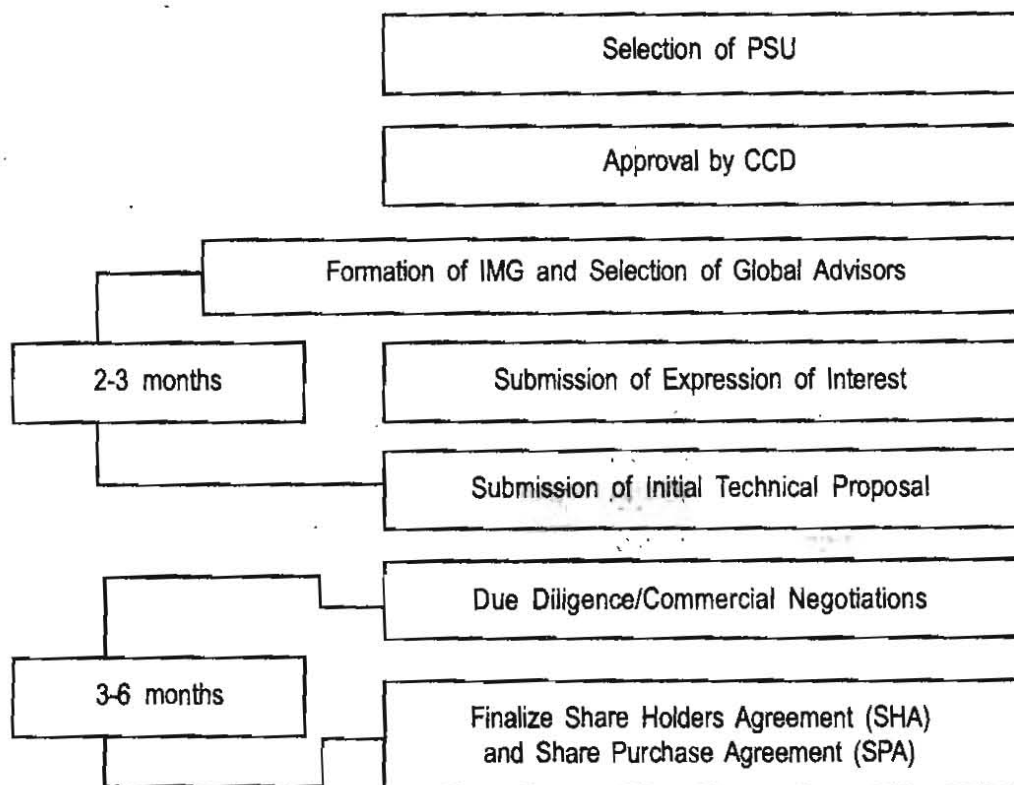 Selection of PSU
Approval by CCD
Formation of IMG and Selection of Global Advisors
2-3 months
Submission of Expression of Interest
Submission of Initial Technical Proposal
Due Diligence/Commercial Negotiations
3-6 months
Finalize Share Holders Agreement (SHA)
and Share Purchase Agreement (SPA)